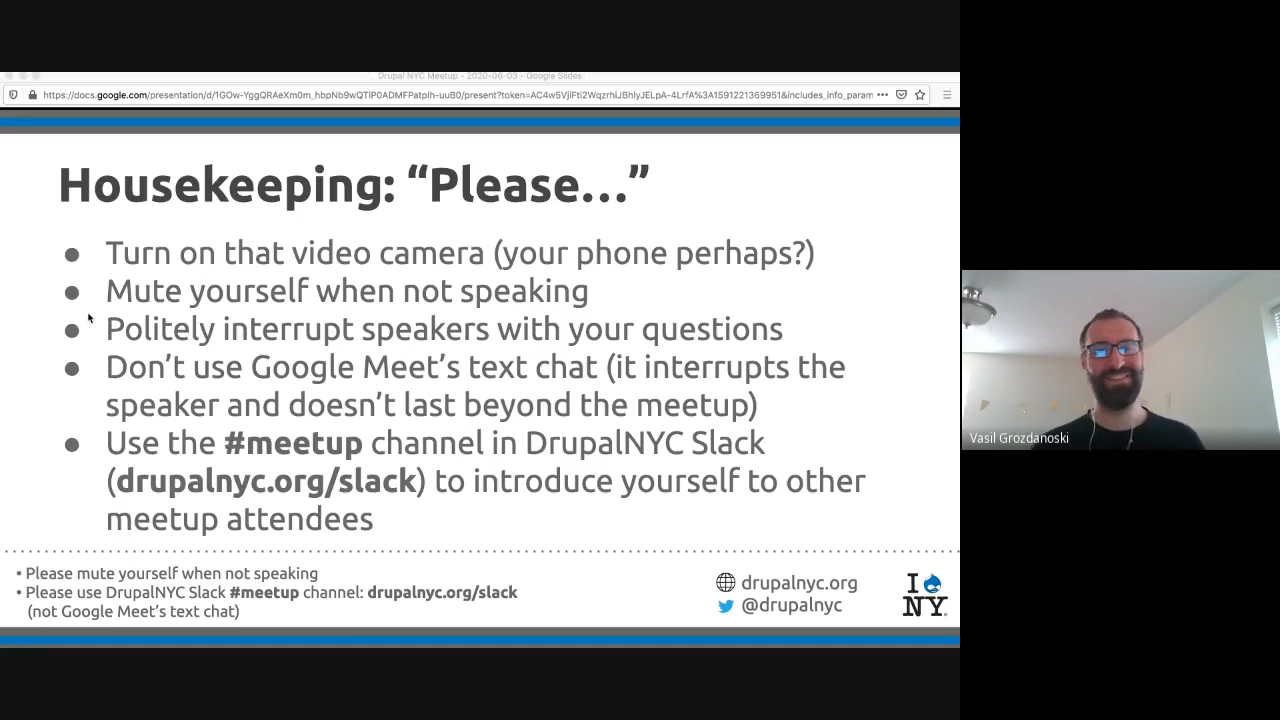 Drupal NYC Meetup - 2020-06-03 - Google Slides
Housekeeping: “Please…”
● Turn on that video camera (your phone perhaps?)
● Mute yourself when not speaking
● Politely interrupt speakers with your questions
● Don’t use Google Meet’s text chat (it interrupts the
speaker and doesn’t last beyond the meetup)
● Use the #meetup channel in DrupalNYC Slack
(drupalnyc.org/slack) to introduce yourself to other
meetup attendees
• Please mute yourself when not speaking
• Please use DrupalNYC Slack #meetup channel: drupalnyc.org/slack
(not Google Meet’s text chat)
drupalnyc.org
@drupalnyc
I
NY
Vasil Grozdanoski